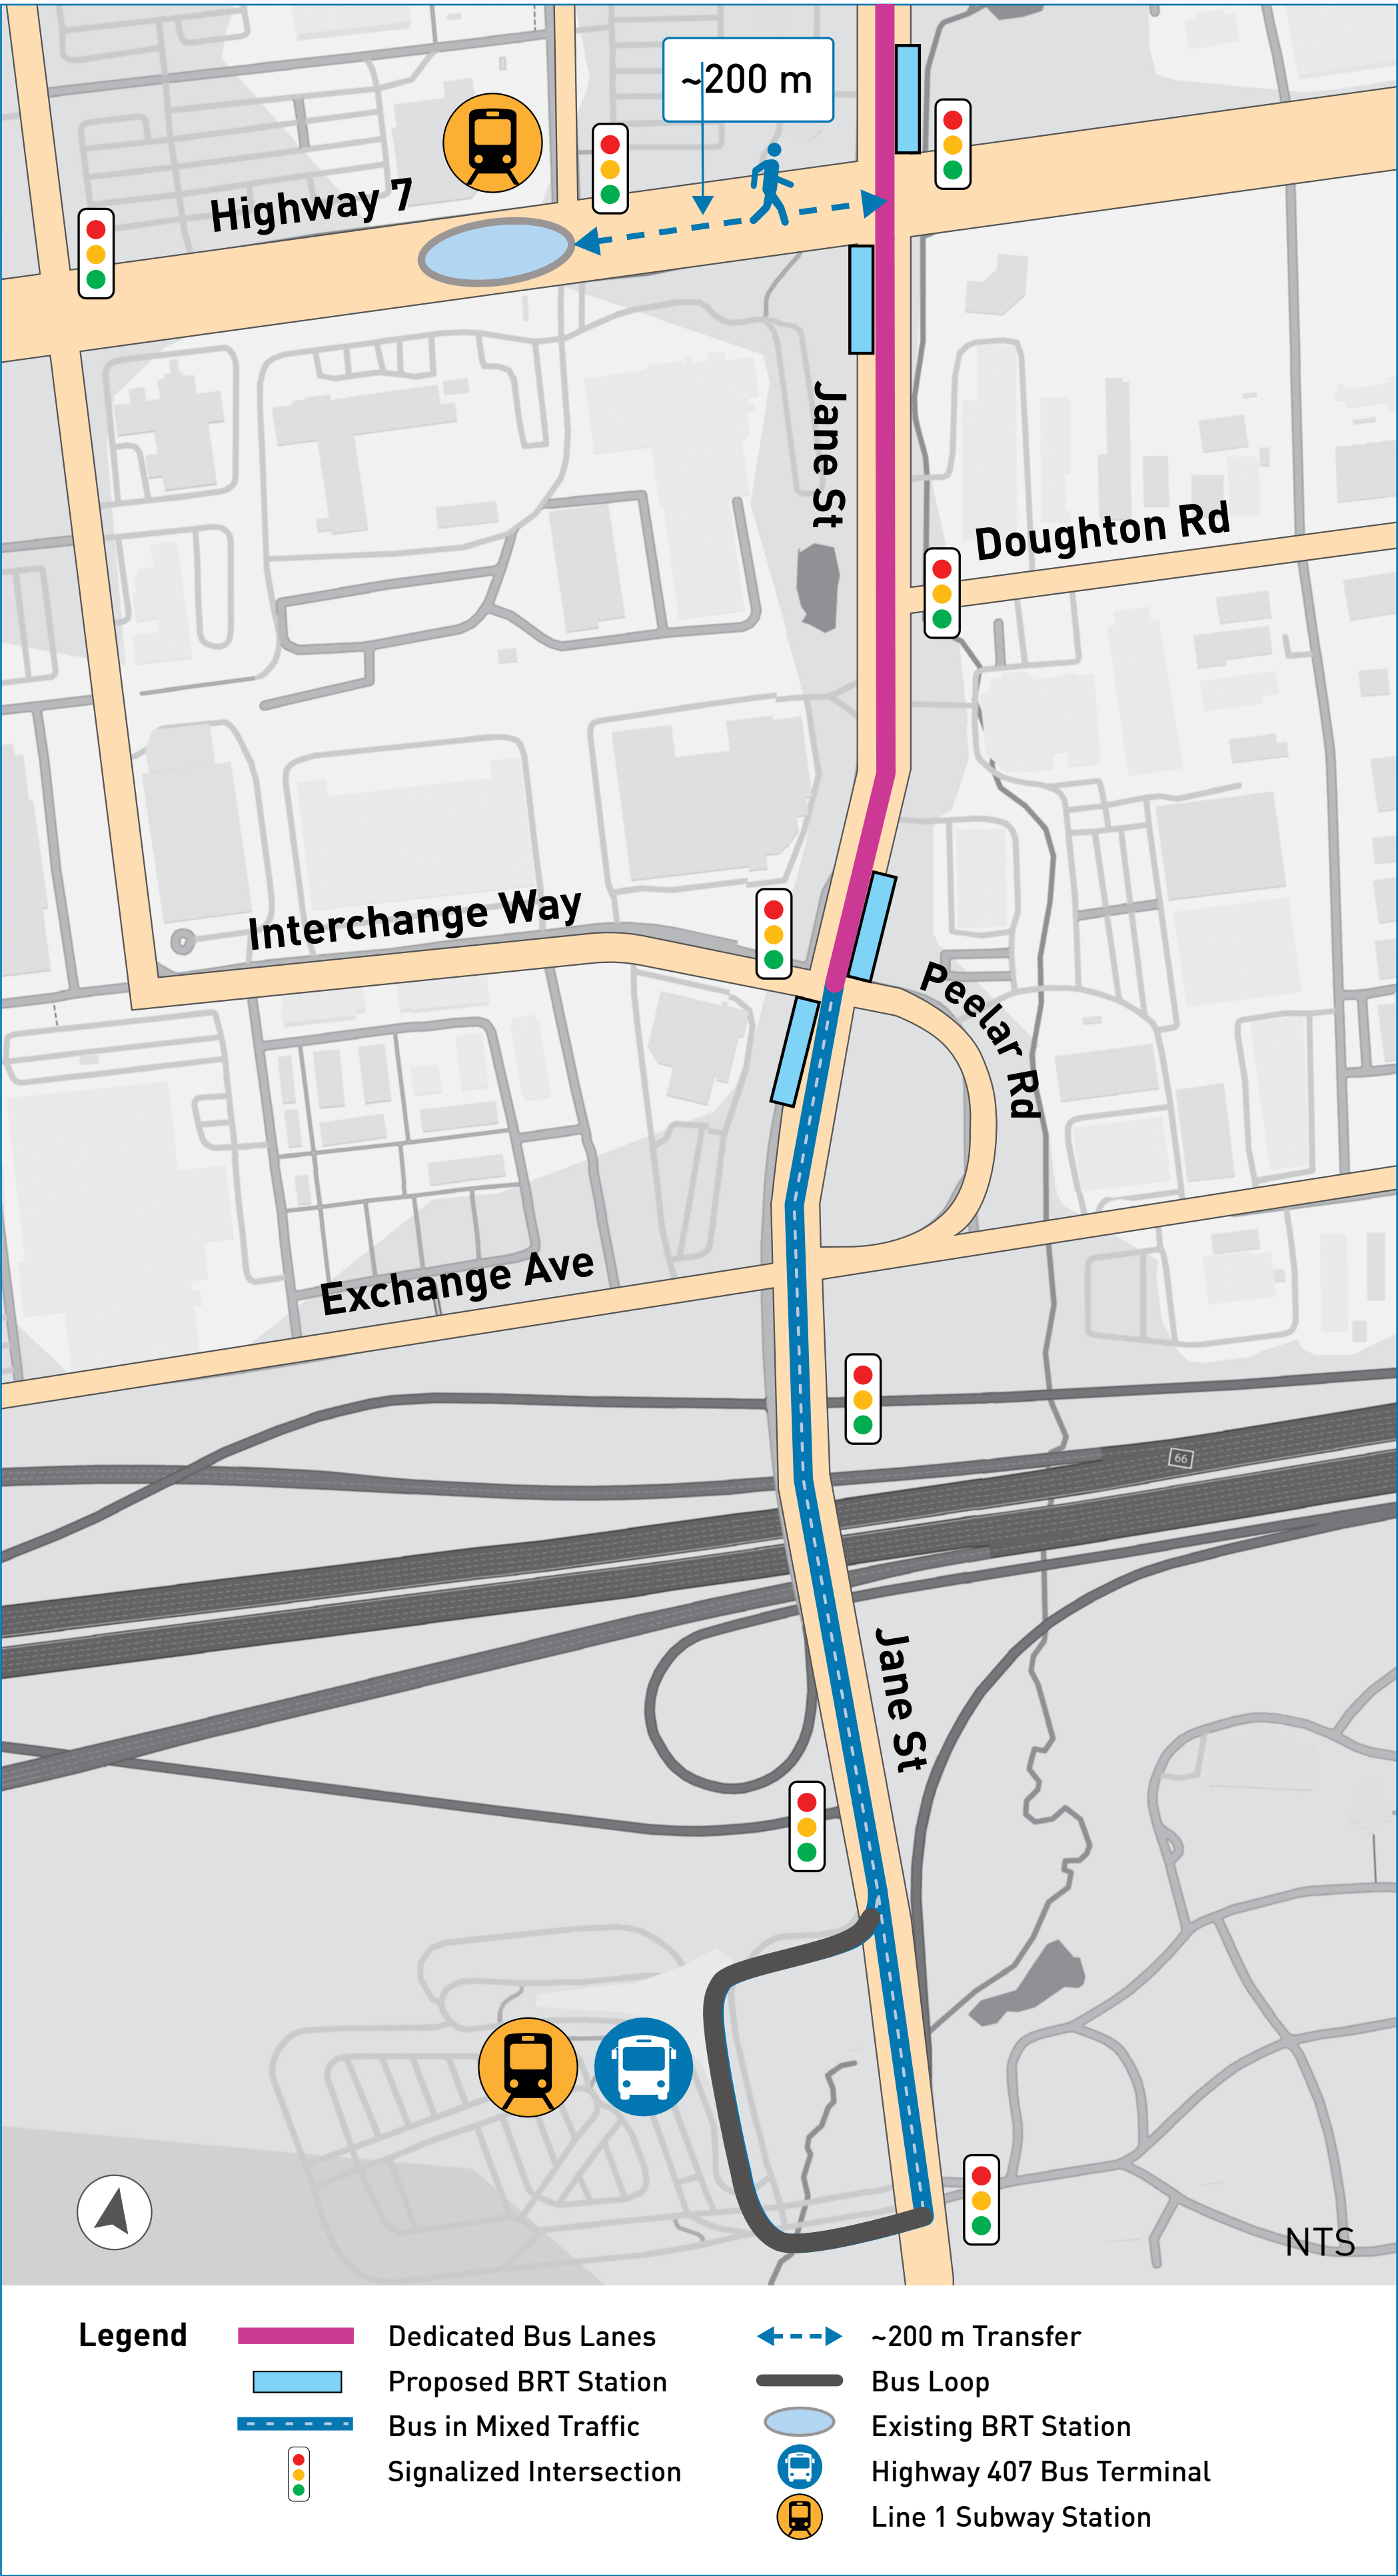 ~200 m
Highway 7
Jane St
Doughton Rd
Interchange Way
Peelar Rd
Exchange Ave
66
Jane St
NTS
Legend
Dedicated Bus Lanes
Proposed BRT Station
Bus in Mixed Traffic
Signalized Intersection
~200 m Transfer
Bus Loop
Existing BRT Station
Highway 407 Bus Terminal
Line 1 Subway Station